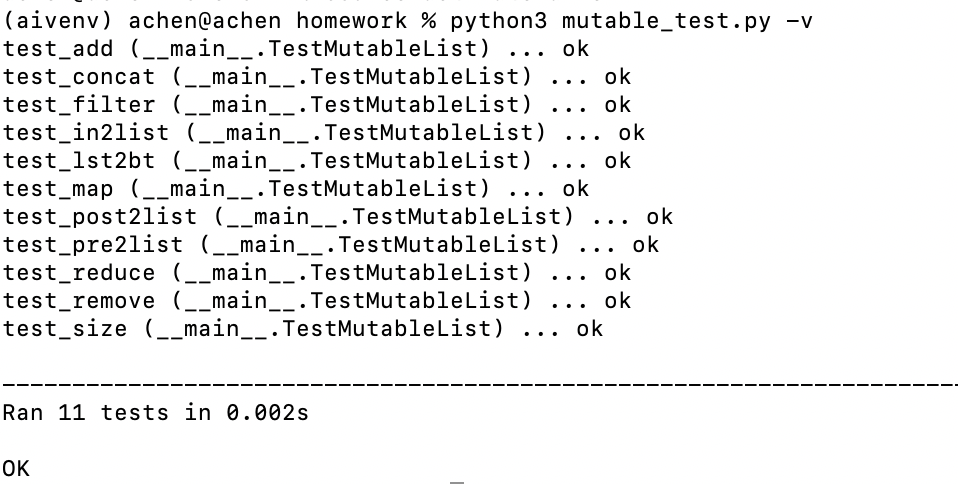 (aivenv) achen@achen homework % python3 mutable_test.py -v
test_add (__main__.TestMutableList) ... ok
test_concat (__main__.TestMutableList) ... ok
test_filter (__main__.TestMutableList) ... ok
test_in2list (__main__.TestMutableList) ... ok
test_lst2bt (__main__.TestMutableList) ... ok
test_map (__main__.TestMutableList) ... ok
test_post2list (__main__.TestMutableList) ... ok
test_pre2list (__main__.TestMutableList) ... ok
test_reduce (__main__.TestMutableList) ... ok
test_remove (__main__.TestMutableList) ... ok
test_size (__main__.TestMutableList) ... ok
----------------------------------------------------------------------
Ran 11 tests in 0.002s
OK